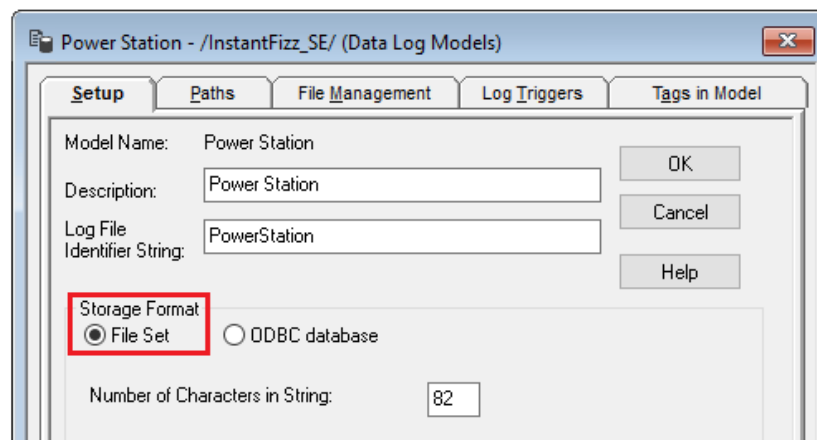 Power Station - /InstantFizz_SE/ (Data Log Models)
Setup Paths File Management Log Triggers Tags in Model
Model Name: Power Station
OK
Description: Power Station
Cancel
Log File
Identifier String: PowerStation
Help
Storage Format
File Set ODBC database
Number of Characters in String: 82